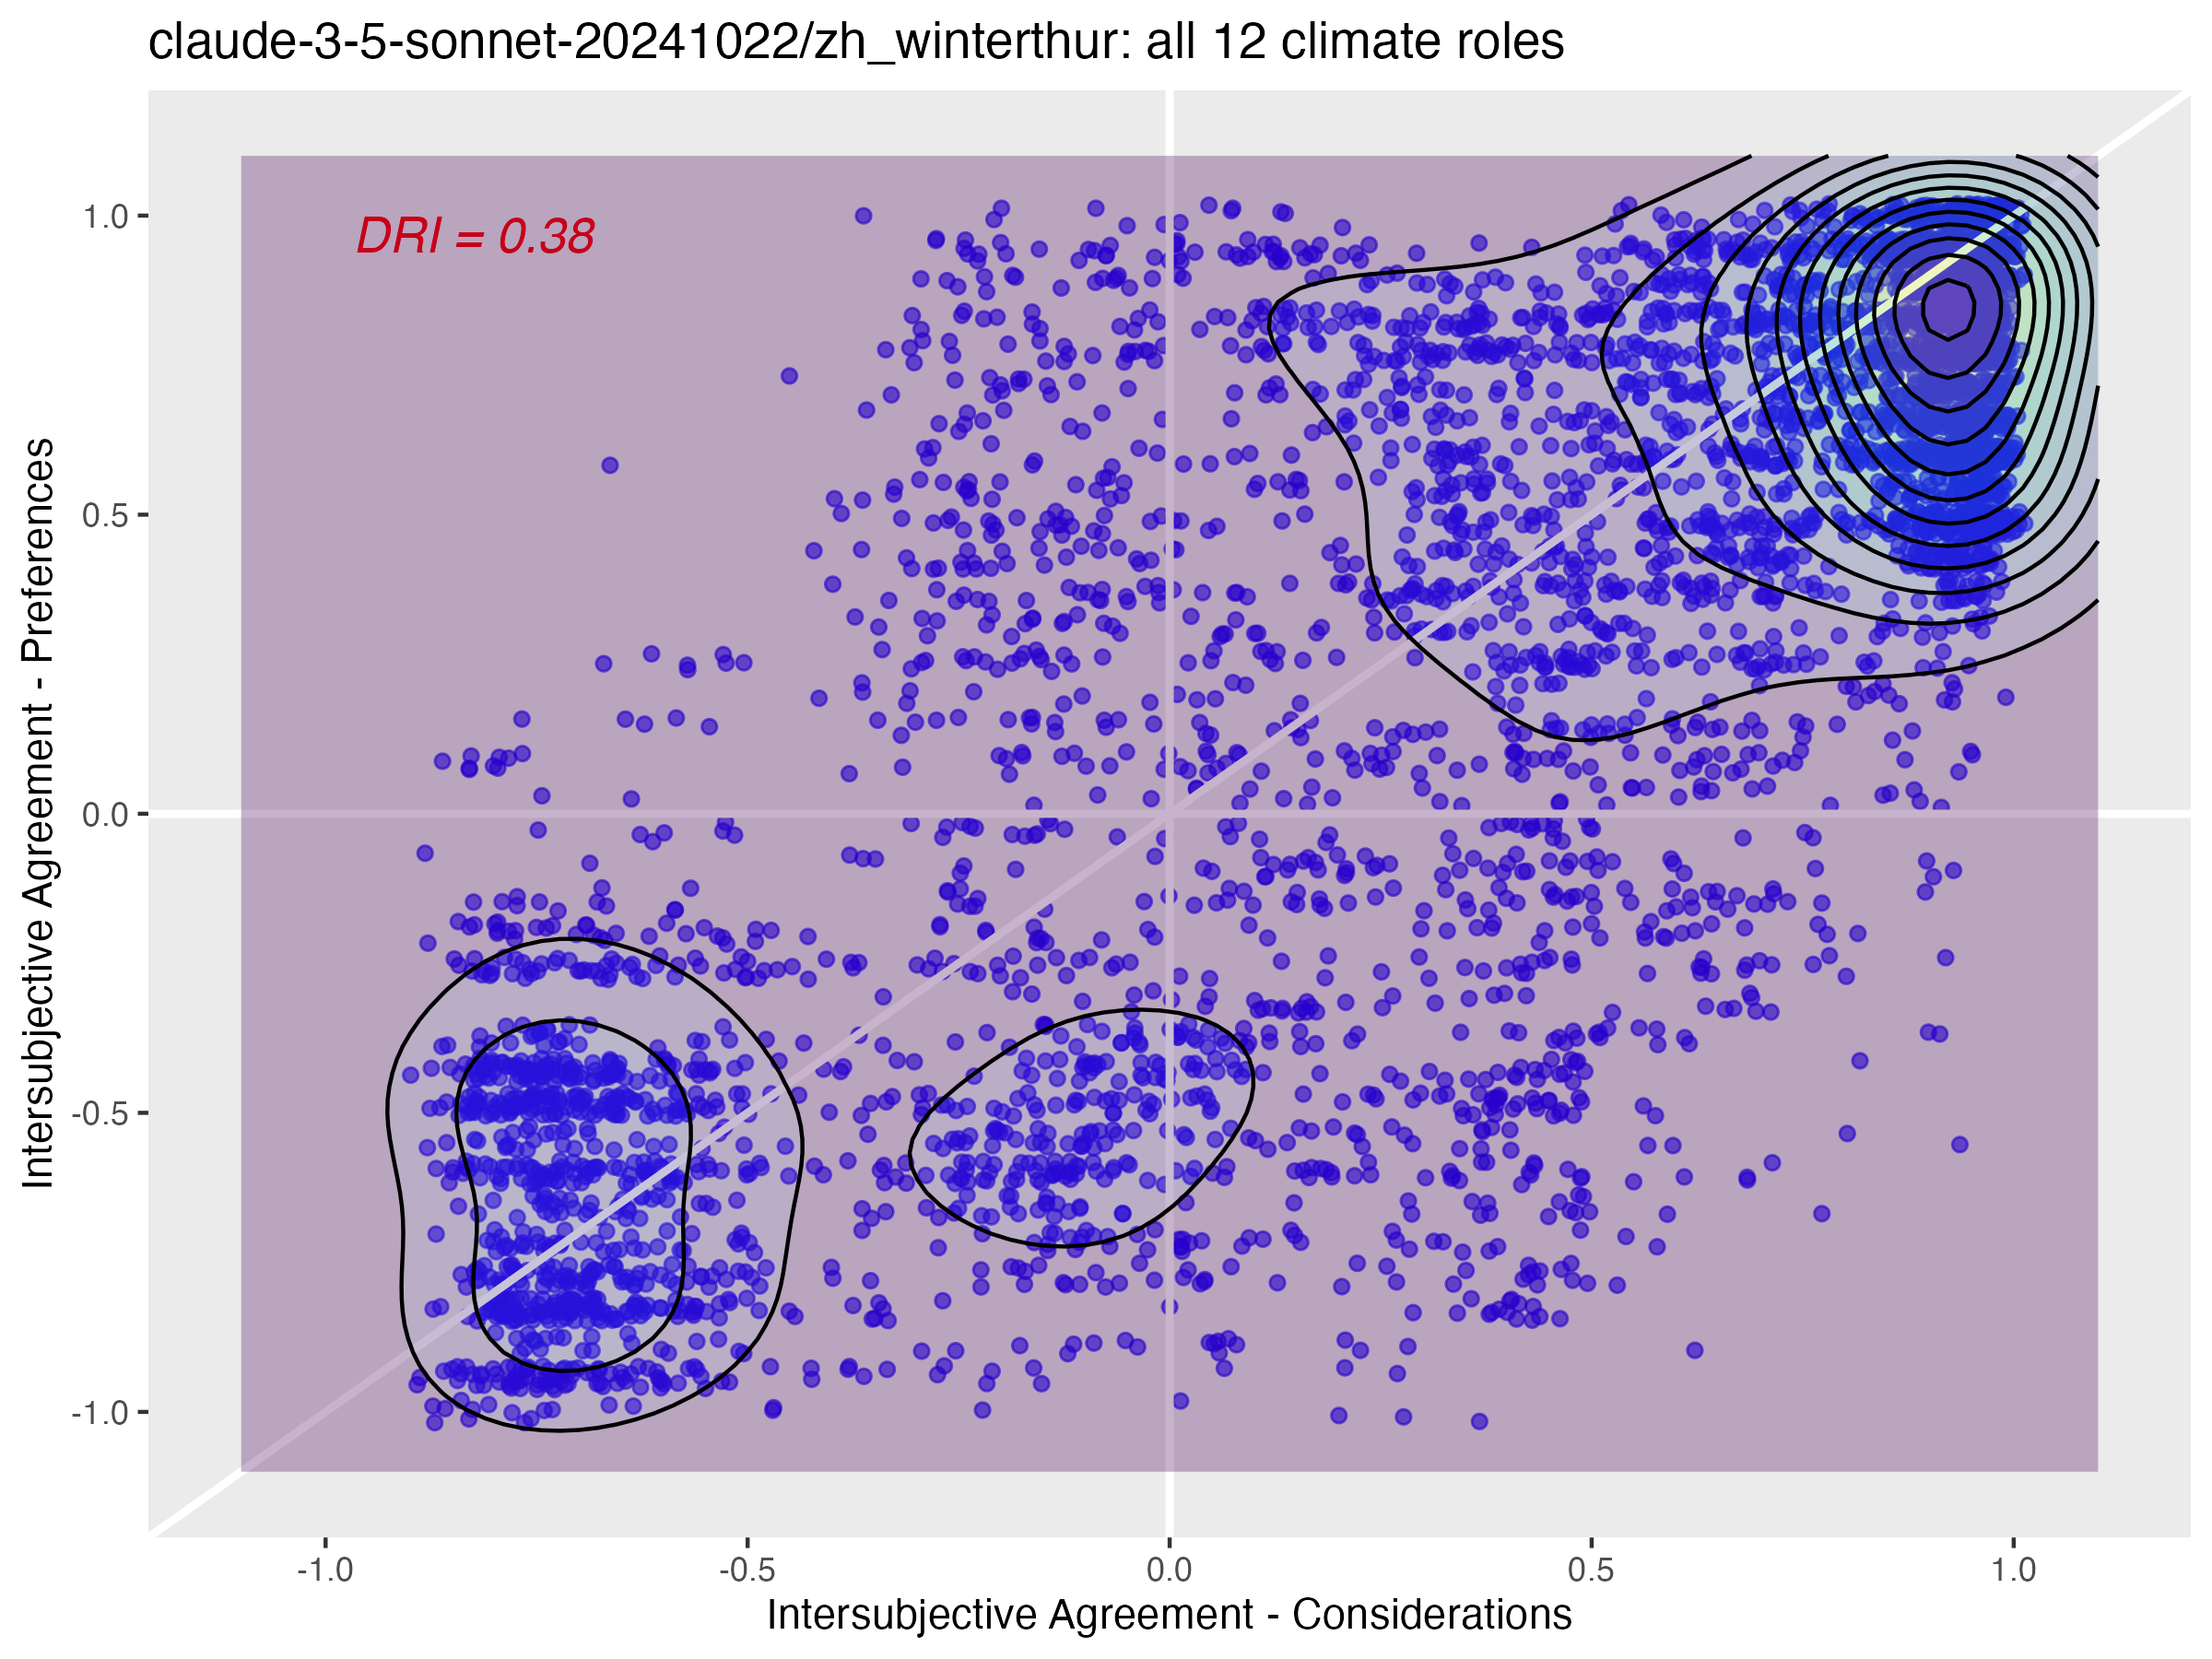 claude-3-5-sonnet-20241022/zh_winterthur: all 12 climate roles
DRI = 0.38
Intersubjective Agreement - Preferences
1.0
0.5
0.0
-0.5
-1.0
-1.0 -0.5 0.0 0.5 1.0
Intersubjective Agreement - Considerations